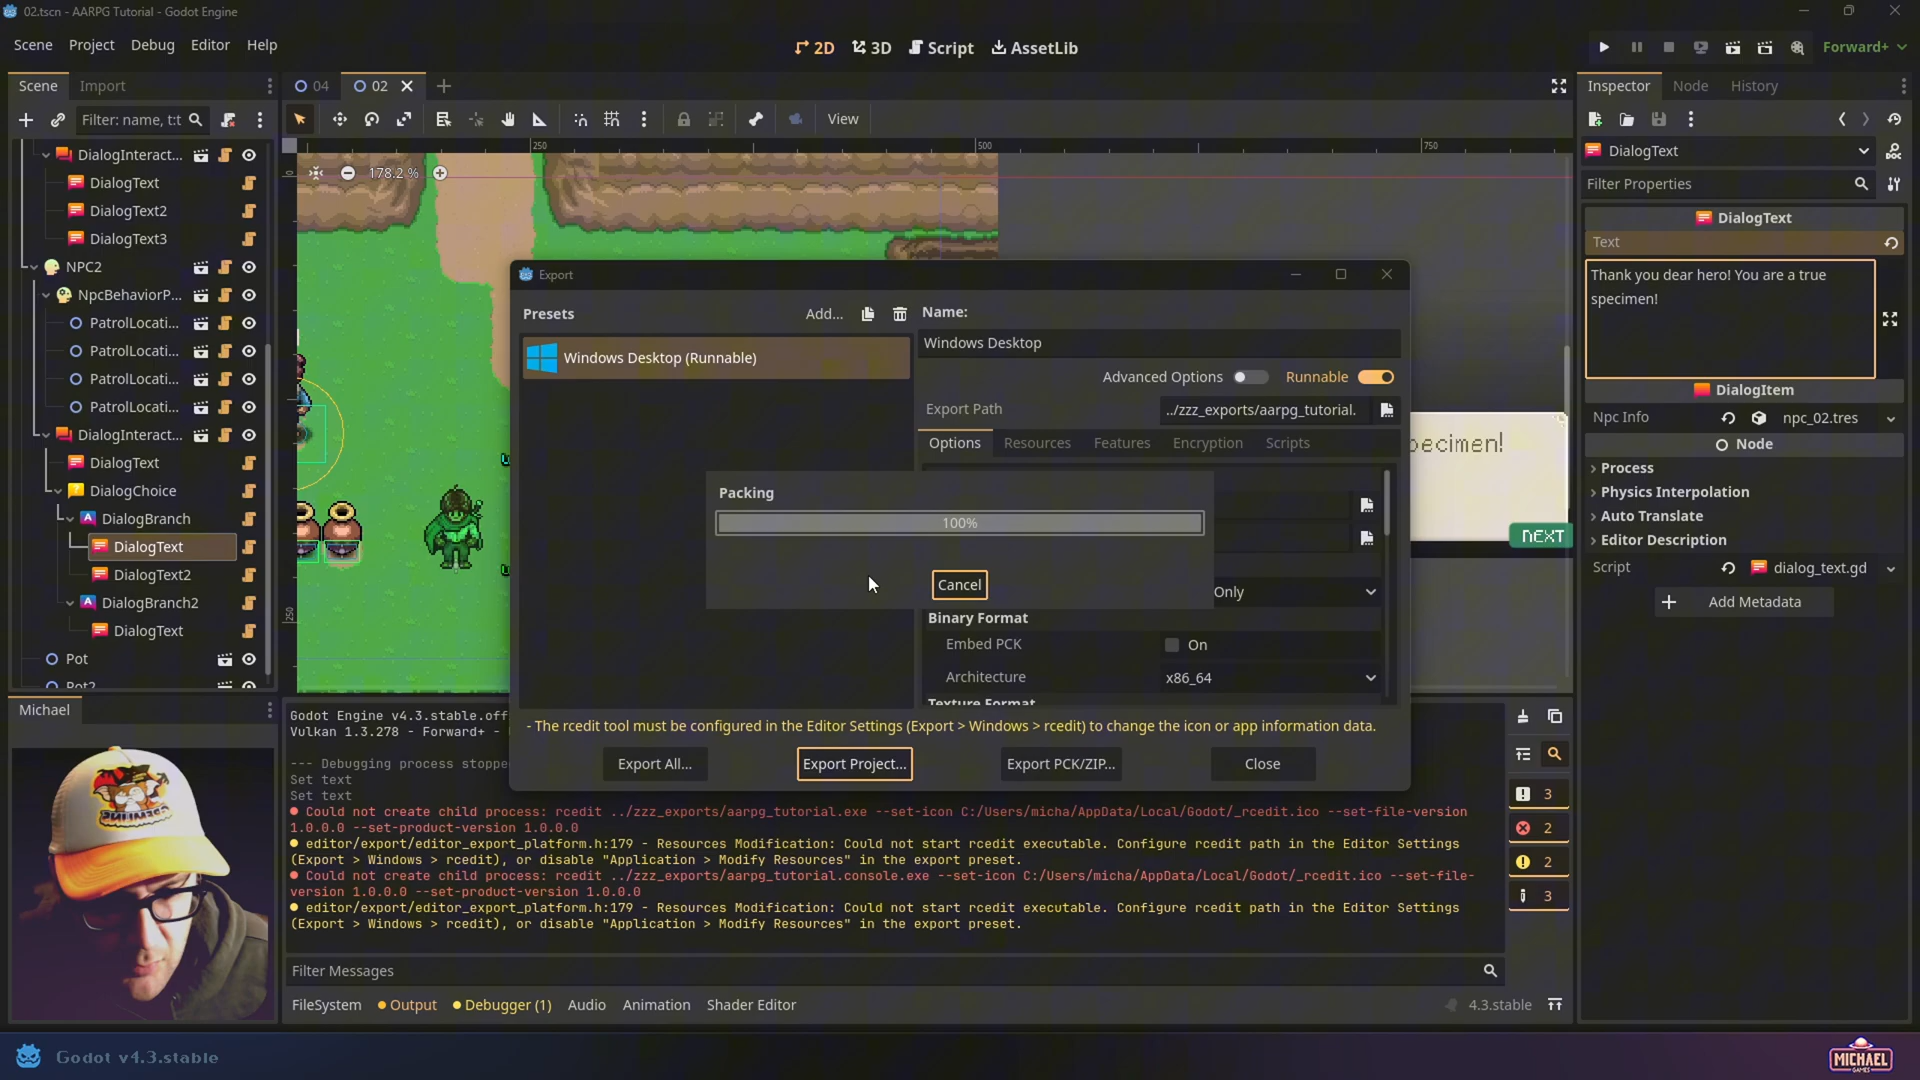 02.tscn - AARPG Tutorial - Godot Engine
Scene Project Debug Editor Help
2D 3D Script AssetLib
Forward+
Scene Import
04 02
Inspector Node History
Filter: name, t:t
View
250 500 750
178.2 %
250
DialogInteract...
DialogText
DialogText2
DialogText3
NPC2
NpcBehaviorP...
PatrolLocati...
PatrolLocati...
PatrolLocati...
PatrolLocati...
DialogInteract...
DialogText
DialogChoice
DialogBranch
DialogText
DialogText2
DialogBranch2
DialogText
Pot
Pot2
Export
Presets
Add...
Windows Desktop (Runnable)
Name:
Windows Desktop
Advanced Options Runnable
Export Path ../zzz_exports/aarpg_tutorial.
Options Resources Features Encryption Scripts
Packing
100%
Cancel
Only
Binary Format
Embed PCK On
Architecture x86_64
Texture Format
- The rcedit tool must be configured in the Editor Settings (Export > Windows > rcedit) to change the icon or app information data.
Export All... Export Project... Export PCK/ZIP... Close
pecimen!
NEXT
DialogText
Filter Properties
DialogText
Text
Thank you dear hero! You are a true
specimen!
DialogItem
Npc Info npc_02.tres
Node
Process
Physics Interpolation
Auto Translate
Editor Description
Script dialog_text.gd
Add Metadata
Michael
Godot Engine v4.3.stable.off
Vulkan 1.3.278 - Forward+ -
--- Debugging process stoppe
Set text
Set text
Could not create child process: rcedit ../zzz_exports/aarpg_tutorial.exe --set-icon C:/Users/micha/AppData/Local/Godot/_rcedit.ico --set-file-version
1.0.0.0 --set-product-version 1.0.0.0
editor/export/editor_export_platform.h:179 - Resources Modification: Could not start rcedit executable. Configure rcedit path in the Editor Settings
(Export > Windows > rcedit), or disable "Application > Modify Resources" in the export preset.
Could not create child process: rcedit ../zzz_exports/aarpg_tutorial.console.exe --set-icon C:/Users/micha/AppData/Local/Godot/_rcedit.ico --set-file-
version 1.0.0.0 --set-product-version 1.0.0.0
editor/export/editor_export_platform.h:179 - Resources Modification: Could not start rcedit executable. Configure rcedit path in the Editor Settings
(Export > Windows > rcedit), or disable "Application > Modify Resources" in the export preset.
3
2
2
3
Filter Messages
FileSystem Output Debugger (1) Audio Animation Shader Editor
4.3.stable
Godot v4.3.stable
MICHAEL
GAMES